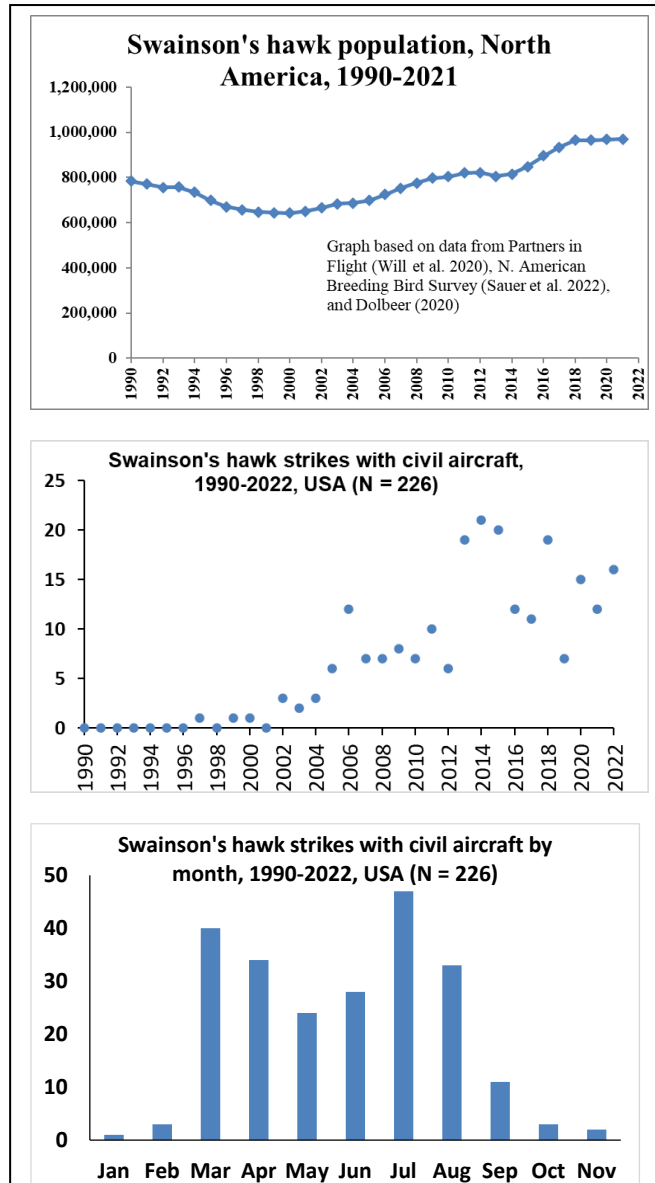 Swainson's hawk population, North
America, 1990-2021
1,200,000
1,000,000
800,000
600,000
400,000
200,000
0
Graph based on data from Partners in
Flight (Will et al. 2020), N. American
Breeding Bird Survey (Sauer et al. 2022),
and Dolbeer (2020)
1990 1992 1994 1996 1998 2000 2002 2004 2006 2008 2010 2012 2014 2016 2018 2020 2022
Swainson's hawk strikes with civil aircraft,
1990-2022, USA (N = 226)
25
20
15
10
5
0
1990 1992 1994 1996 1998 2000 2002 2004 2006 2008 2010 2012 2014 2016 2018 2020 2022
Swainson's hawk strikes with civil aircraft by
month, 1990-2022, USA (N = 226)
50
40
30
20
10
0
Jan Feb Mar Apr May Jun Jul Aug Sep Oct Nov